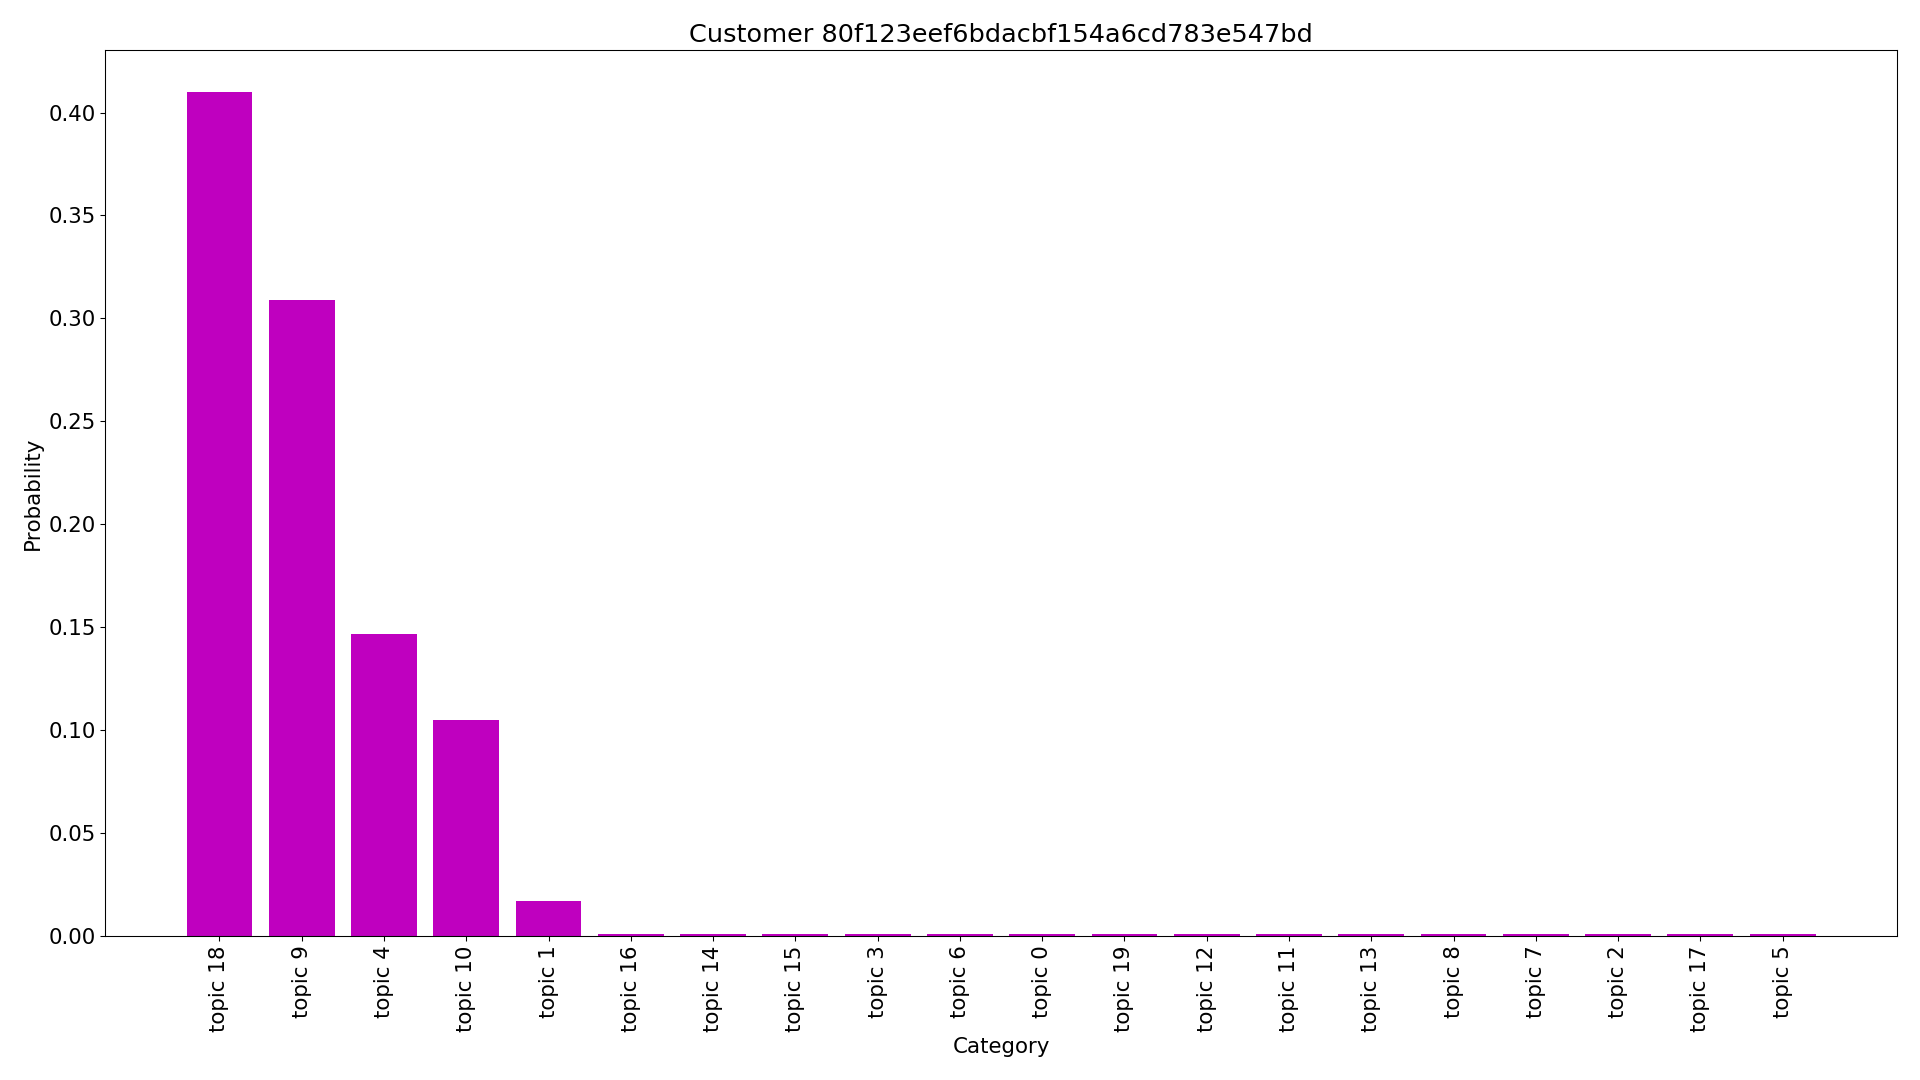 Customer 80f123eef6bdacbf154a6cd783e547bd
Probability
0.40
0.35
0.30
0.25
0.20
0.15
0.10
0.05
0.00
topic 18
topic 9
topic 4
topic 10
topic 1
topic 16
topic 14
topic 15
topic 3
topic 6
topic 0
topic 19
topic 12
topic 11
topic 13
topic 8
topic 7
topic 2
topic 17
topic 5
Category